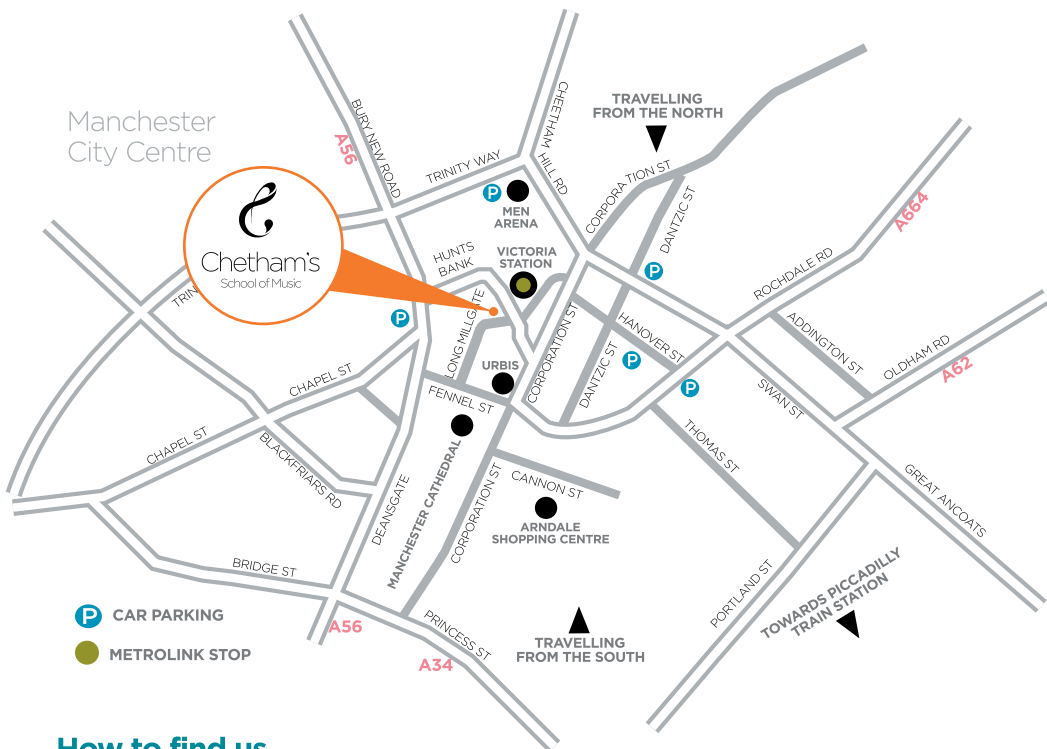 Manchester
City Centre
Chetham's
School of Music
A56
BURY NEW ROAD
TRINITY WAY
CHEETHAM
HILL RD
TRAVELLING
FROM THE NORTH
CORPORATION ST
DANTZIC ST
A664
ROCHDALE RD
P
MEN
ARENA
HUNTS
BANK
VICTORIA
STATION
P
P
LONG MILLGATE
URBIS
CORPORATION ST
HANOVER ST
DANTZIC ST
P
P
ADDINGTON ST
OLDHAM RD
A62
SWAN ST
CHAPEL ST
FENNEL ST
CHAPEL ST
BLACKFRIARS RD
THOMAS ST
GREAT ANCOATS
DEANSGATE
MANCHESTER CATHEDRAL
CORPORATION ST
CANNON ST
ARNDALE
SHOPPING CENTRE
BRIDGE ST
PORTLAND ST
TOWARDS PICCADILLY
TRAIN STATION
P CAR PARKING
METROLINK STOP
A56
PRINCESS ST
A34
TRAVELLING
FROM THE SOUTH
How to find us